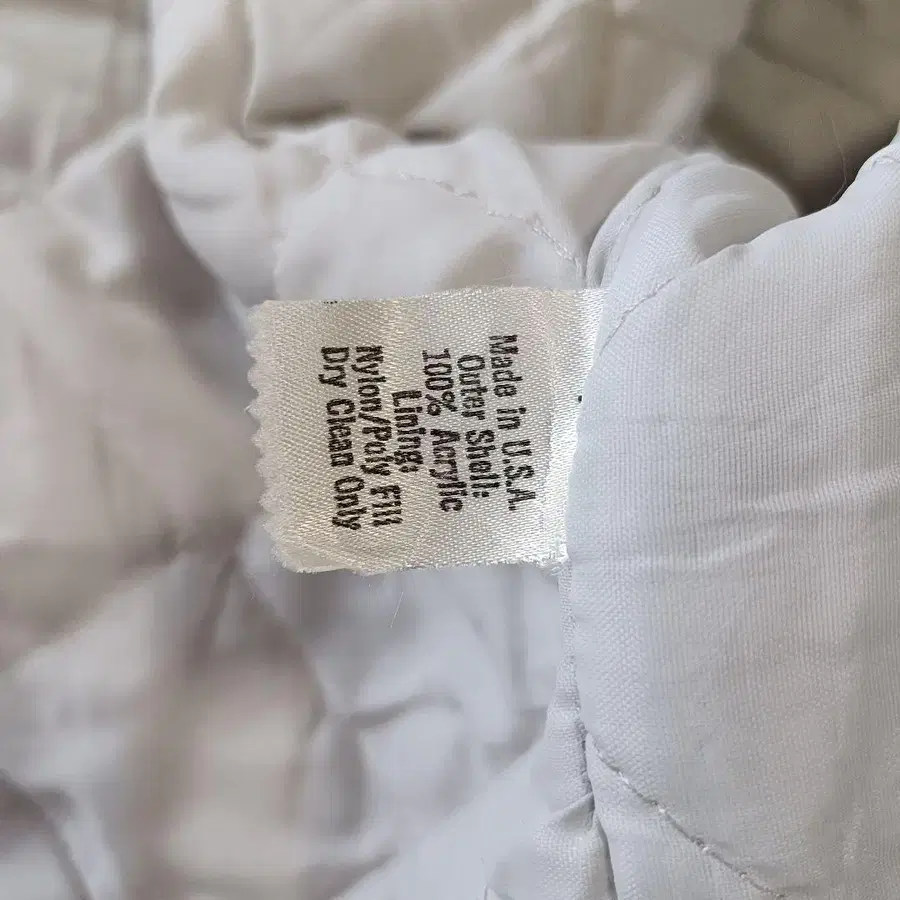 Made in U.S.A.
Outer Shell:
100% Acrylic
Lining:
Nylon/Poly Fill
Dry Clean Only